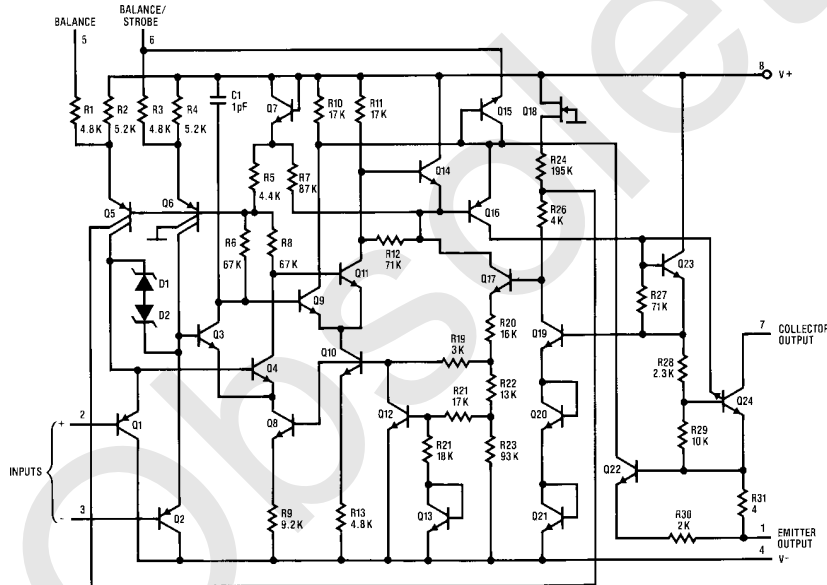 BALANCE
BALANCE/
STROBE
5
6
8
V+
R1
4.8K
R2
5.2K
R3
4.8K
R4
5.2K
C1
1pF
Q7
R10
17K
R11
17K
Q15
Q18
Q14
R24
195K
R5
4.4K
R7
87K
Q5
Q6
Q16
R26
4K
R6
67K
R8
67K
R12
71K
Q11
Q17
Q23
R27
71K
D1
D2
Q9
7
COLLECTOR
OUTPUT
Q3
R20
16K
Q19
R19
3K
Q10
R28
2.3K
Q4
R22
13K
Q24
Q12
R21
17K
Q20
R29
10K
2
+
Q1
Q8
R21
18K
R23
93K
Q22
INPUTS
R31
4
3
-
Q2
R9
9.2K
R13
4.8K
Q13
Q21
R30
2K
1
EMITTER
OUTPUT
4
V-
Obsolete